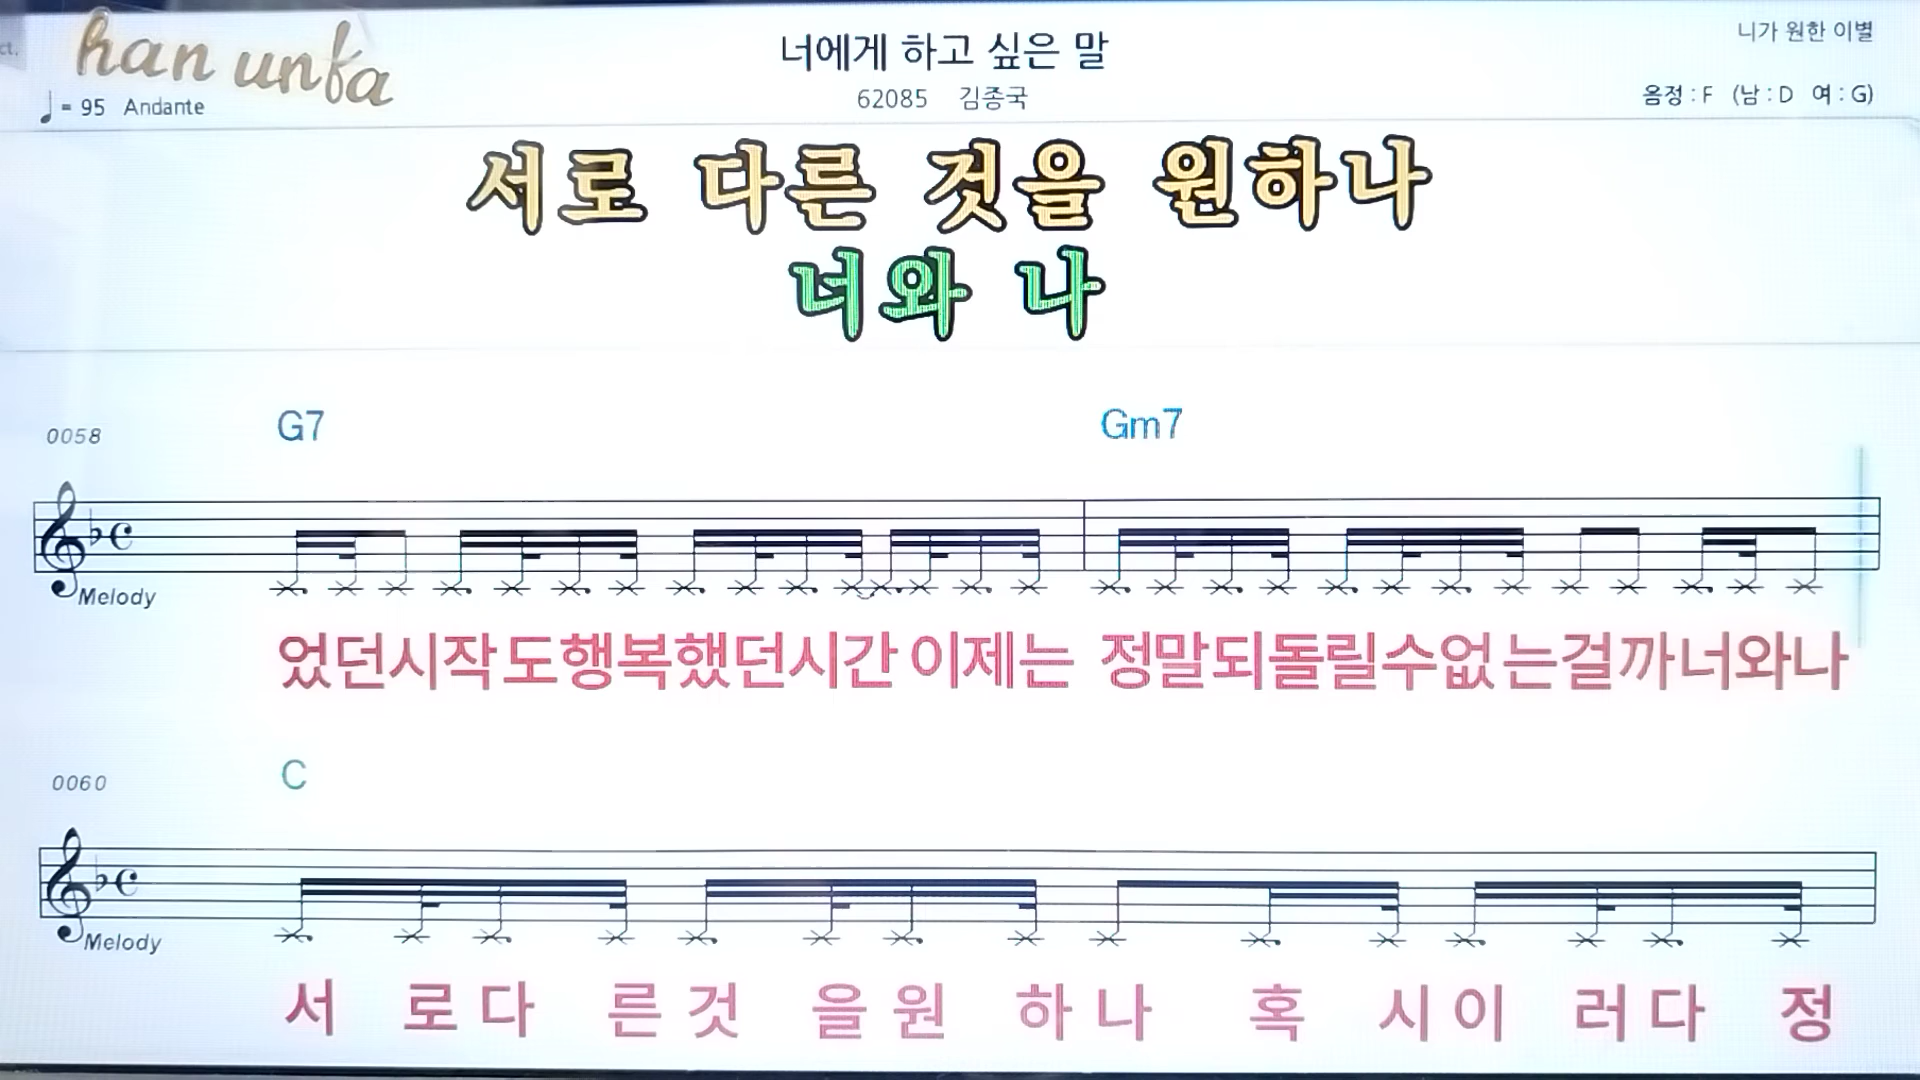 han unfa
너에게 하고 싶은 말
니가 원한 이별
♩= 95 Andante
62085 김종국
음정 : F (남 : D 여 : G)
서로 다른 것을 원하나
너와 나
G7 Gm7
0058
Melody
었던시작도행복했던시간이제는 정말되돌릴수없는걸까너와나
C
0060
Melody
서 로다 른것 을원 하나 혹 시이 러다 정